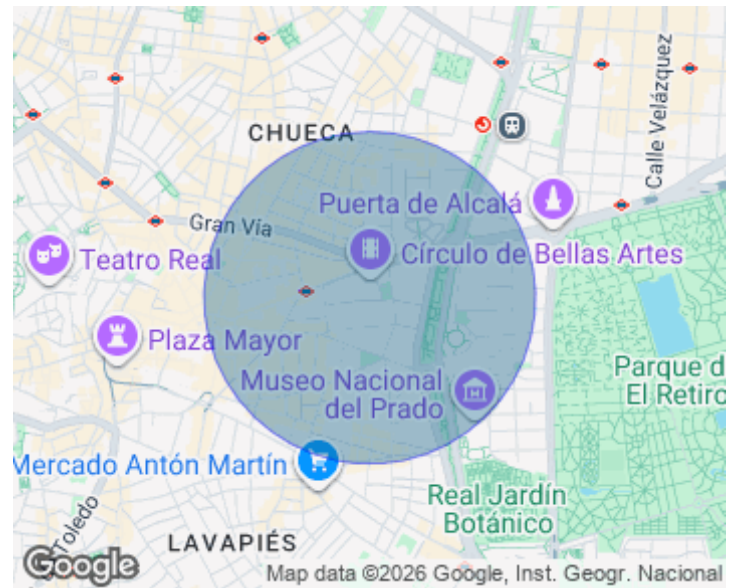 Calle Velázquez
CHUECA
Puerta de Alcalá
Gran Vía
Círculo de Bellas Artes
Teatro Real
Plaza Mayor
Museo Nacional
del Prado
Parque d
El Retiro
Mercado Antón Martín
Real Jardín
Botánico
Toledo
LAVAPIÉS
Google
Map data ©2026 Google, Inst. Geogr. Nacional